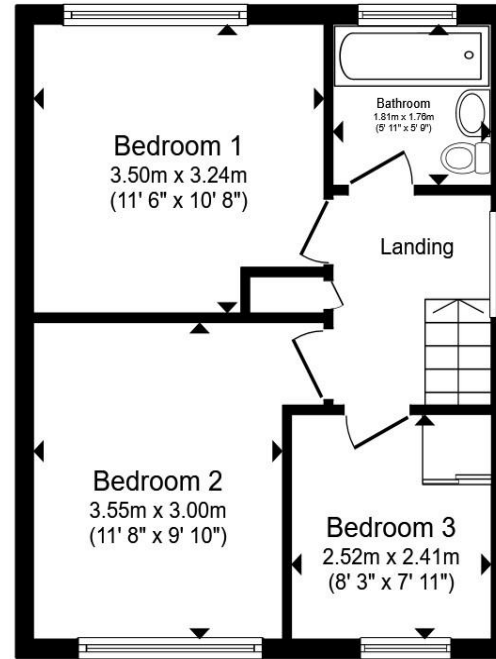 Bedroom 1
3.50m x 3.24m
(11' 6" x 10' 8")
Bathroom
1.81m x 1.76m
(5' 11" x 5' 9")
Landing
Bedroom 2
3.55m x 3.00m
(11' 8" x 9' 10")
Bedroom 3
2.52m x 2.41m
(8' 3" x 7' 11")